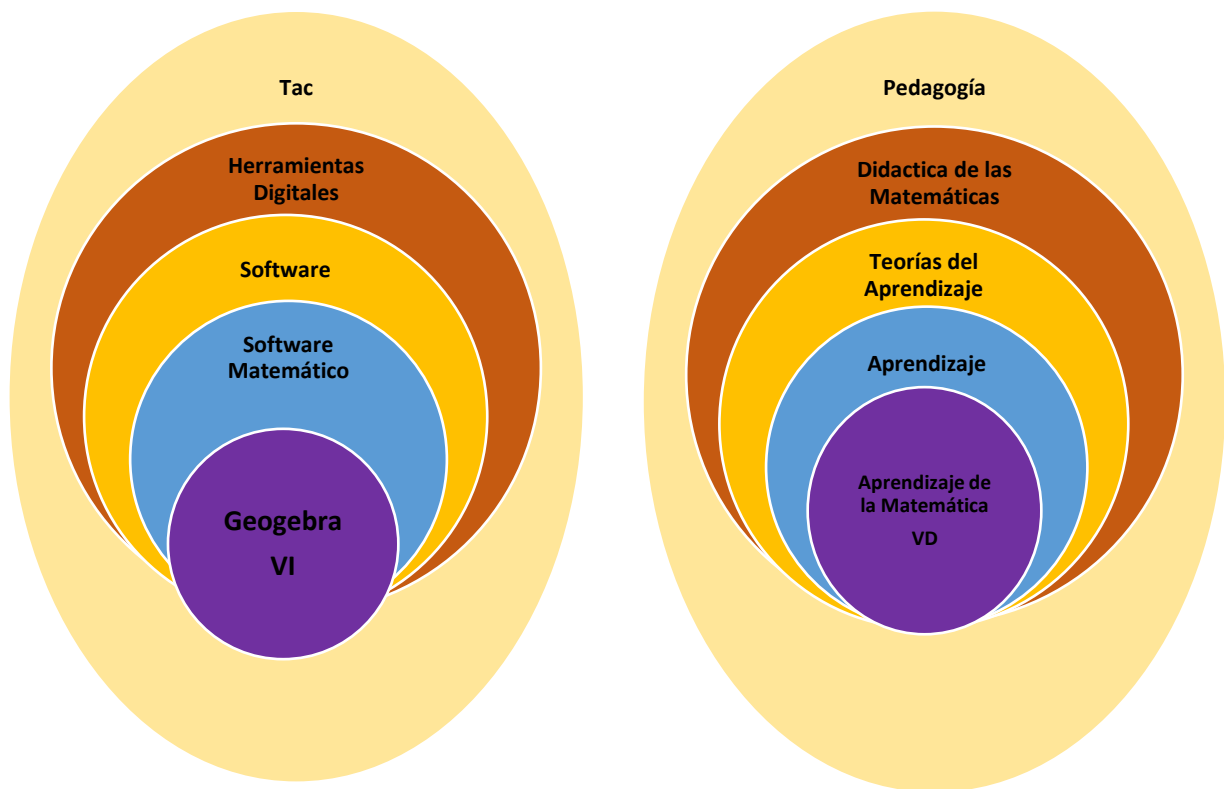 Tac
Herramientas
Digitales
Software
Software
Matemático
Geogebra
VI
Pedagogía
Didactica de las
Matemáticas
Teorías del
Aprendizaje
Aprendizaje
Aprendizaje de
la Matemática
VD